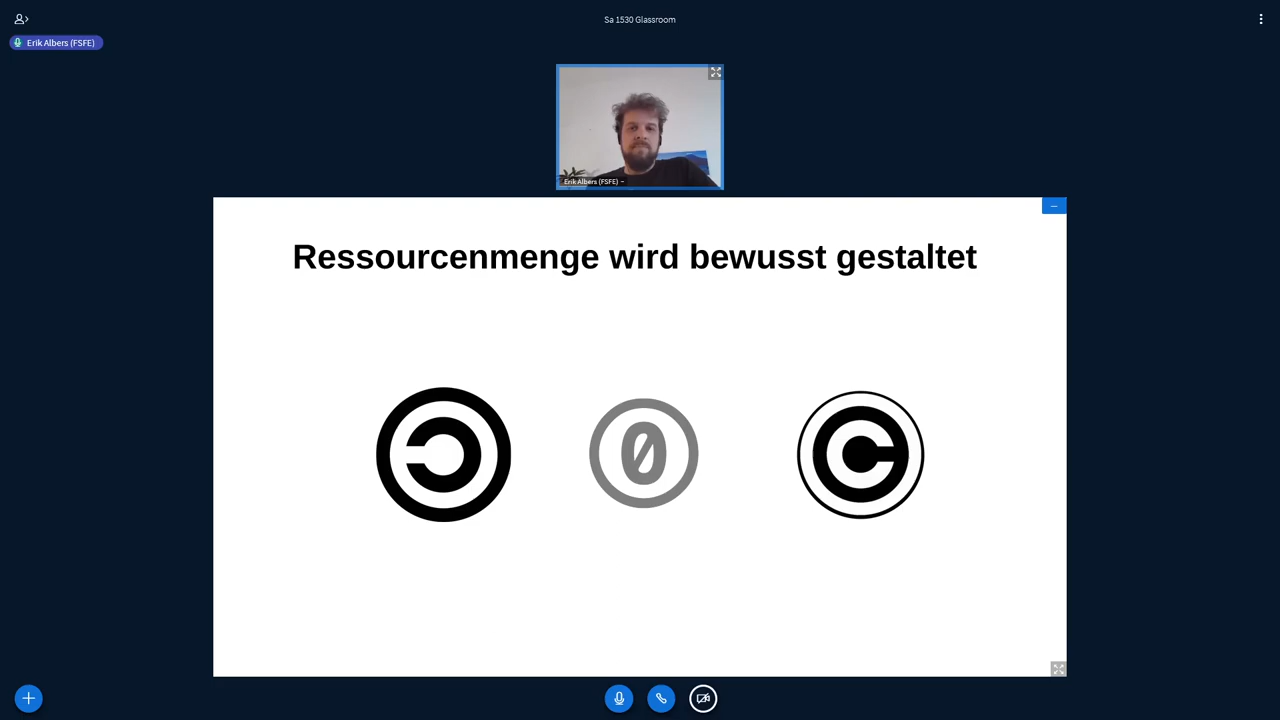 Sa 1530 Glassroom
Erik Albers (FSFE)
Erik Albers (FSFE)
Ressourcenmenge wird bewusst gestaltet